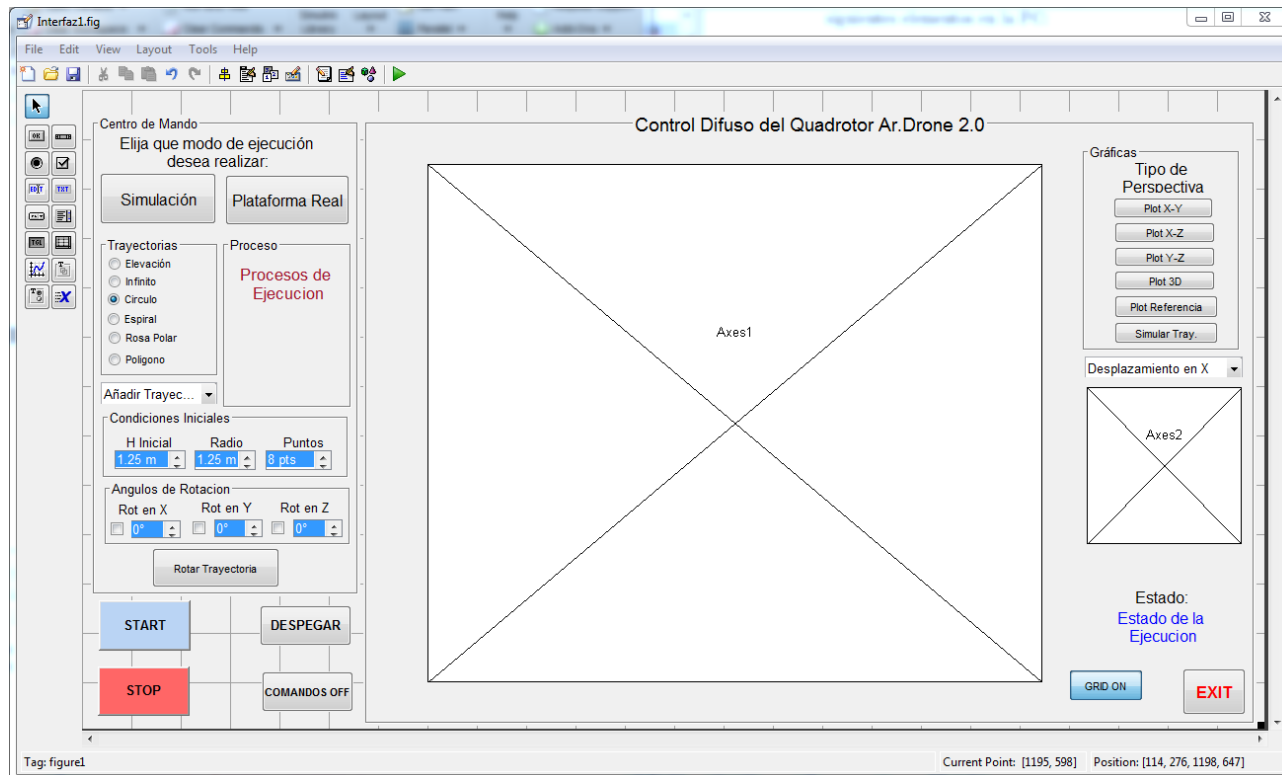 Interfaz1.fig
File Edit View Layout Tools Help
OK
EDIT TXT
TGL
Centro de Mando
Elija que modo de ejecución
desea realizar:
Simulación Plataforma Real
Trayectorias
Elevación
Infinito
Circulo
Espiral
Rosa Polar
Poligono
Proceso
Procesos de
Ejecucion
Añadir Trayec...
Condiciones Iniciales
H Inicial Radio Puntos
1.25 m 1.25 m 8 pts
Angulos de Rotacion
Rot en X Rot en Y Rot en Z
0° 0° 0°
Rotar Trayectoria
START DESPEGAR
STOP COMANDOS OFF
Control Difuso del Quadrotor Ar.Drone 2.0
Axes1
Gráficas
Tipo de
Perspectiva
Plot X-Y
Plot X-Z
Plot Y-Z
Plot 3D
Plot Referencia
Simular Tray.
Desplazamiento en X
Axes2
Estado:
Estado de la
Ejecucion
GRID ON
EXIT
Tag: figure1
Current Point: [1195, 598] Position: [114, 276, 1198, 647]